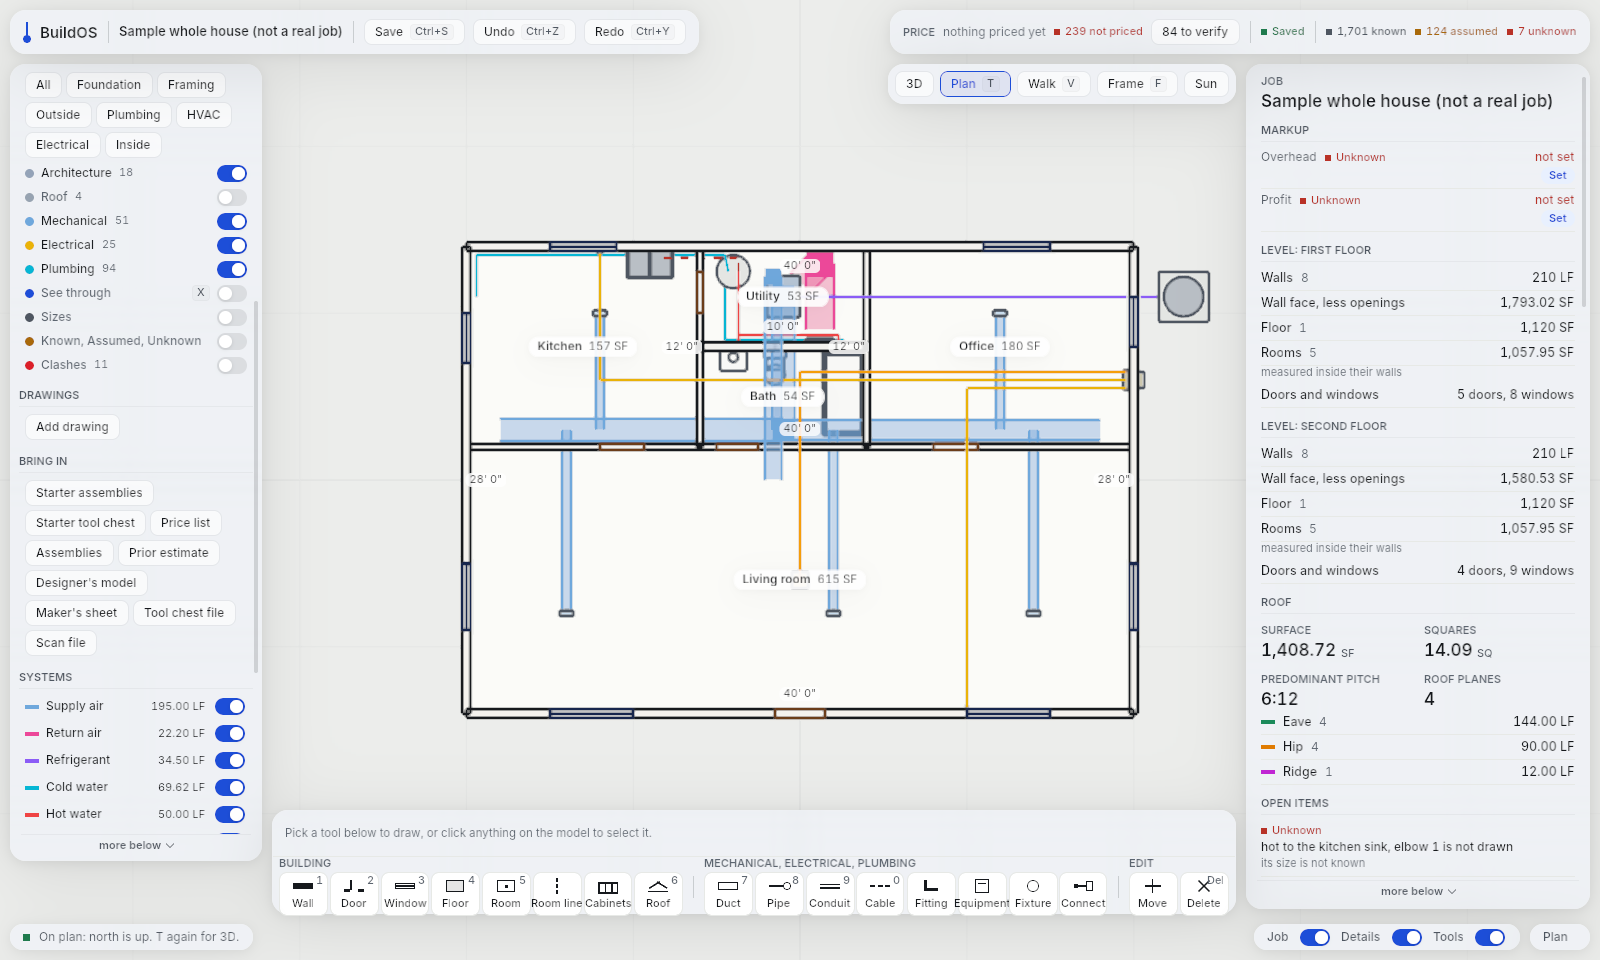 BuildOS
Sample whole house (not a real job)
Save Ctrl+S
Undo Ctrl+Z
Redo Ctrl+Y
PRICE nothing priced yet
239 not priced
84 to verify
Saved
1,701 known
124 assumed
7 unknown
All
Foundation
Framing
Outside
Plumbing
HVAC
Electrical
Inside
Architecture 18
Roof 4
Mechanical 51
Electrical 25
Plumbing 94
See through X
Sizes
Known, Assumed, Unknown
Clashes 11
DRAWINGS
Add drawing
BRING IN
Starter assemblies
Starter tool chest
Price list
Assemblies
Prior estimate
Designer's model
Maker's sheet
Tool chest file
Scan file
SYSTEMS
Supply air 195.00 LF
Return air 22.20 LF
Refrigerant 34.50 LF
Cold water 69.62 LF
Hot water 50.00 LF
more below
On plan: north is up. T again for 3D.
3D
Plan T
Walk V
Frame F
Sun
40' 0"
Utility 53 SF
10' 0"
Kitchen 157 SF
12' 0"
12' 0"
Office 180 SF
Bath 54 SF
40' 0"
28' 0"
28' 0"
Living room 615 SF
40' 0"
Pick a tool below to draw, or click anything on the model to select it.
BUILDING
Wall 1
Door 2
Window 3
Floor 4
Room 5
Room line
Cabinets
Roof 6
MECHANICAL, ELECTRICAL, PLUMBING
Duct 7
Pipe 8
Conduit 9
Cable 0
Fitting
Equipment
Fixture
Connect
EDIT
Move
Delete Del
JOB
Sample whole house (not a real job)
MARKUP
Overhead Unknown not set
Set
Profit Unknown not set
Set
LEVEL: FIRST FLOOR
Walls 8 210 LF
Wall face, less openings 1,793.02 SF
Floor 1 1,120 SF
Rooms 5 1,057.95 SF
measured inside their walls
Doors and windows 5 doors, 8 windows
LEVEL: SECOND FLOOR
Walls 8 210 LF
Wall face, less openings 1,580.53 SF
Floor 1 1,120 SF
Rooms 5 1,057.95 SF
measured inside their walls
Doors and windows 4 doors, 9 windows
ROOF
SURFACE
1,408.72 SF
SQUARES
14.09 SQ
PREDOMINANT PITCH
6:12
ROOF PLANES
4
Eave 4 144.00 LF
Hip 4 90.00 LF
Ridge 1 12.00 LF
OPEN ITEMS
Unknown
hot to the kitchen sink, elbow 1 is not drawn
its size is not known
more below
Job
Details
Tools
Plan